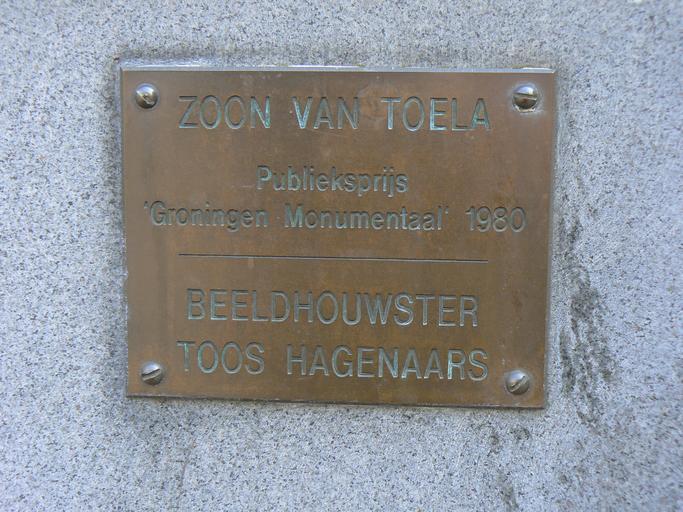 ZOON VAN TOELA
Publieksprijs
'Groningen Monumentaal' 1980
BEELDHOUWSTER
TOOS HAGENAARS